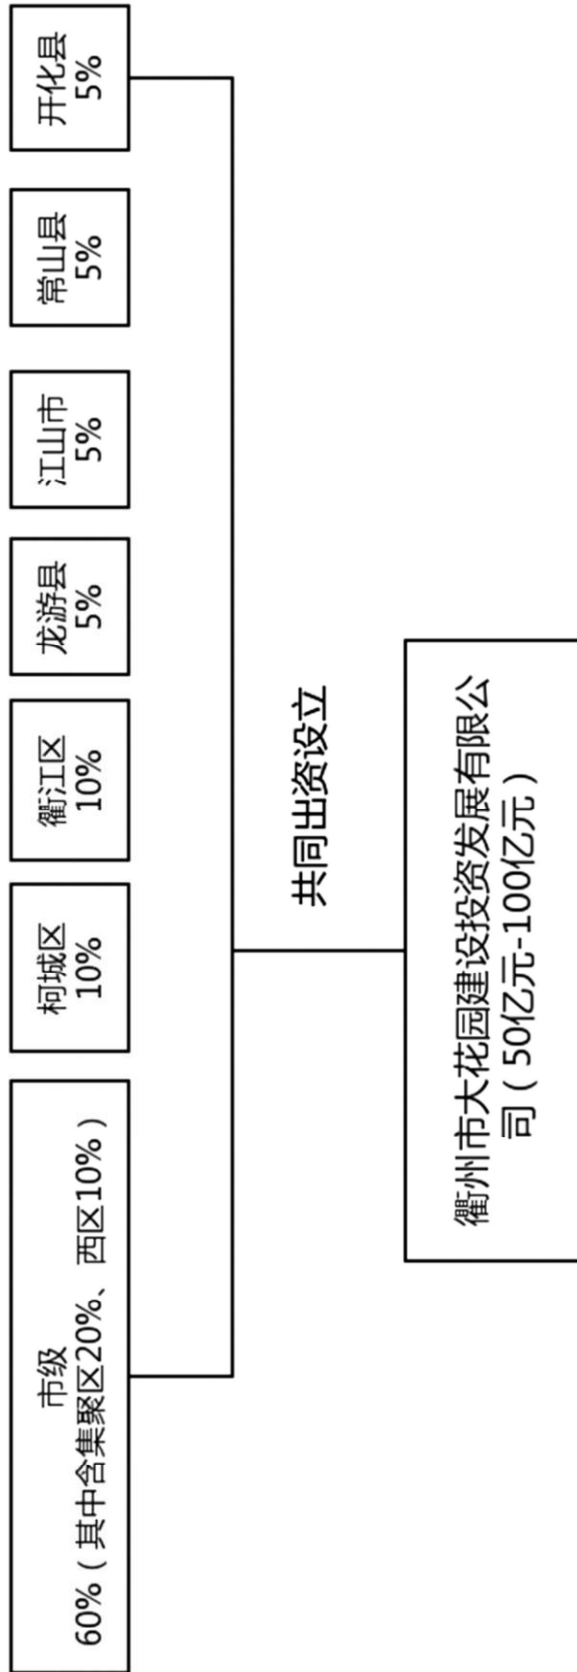 市级
60%（其中含集聚区20%、西区10%）
柯城区
10%
衢江区
10%
龙游县
5%
江山市
5%
常山县
5%
开化县
5%
共同出资设立
衢州市大花园建设投资发展有限公
司（50亿元-100亿元）